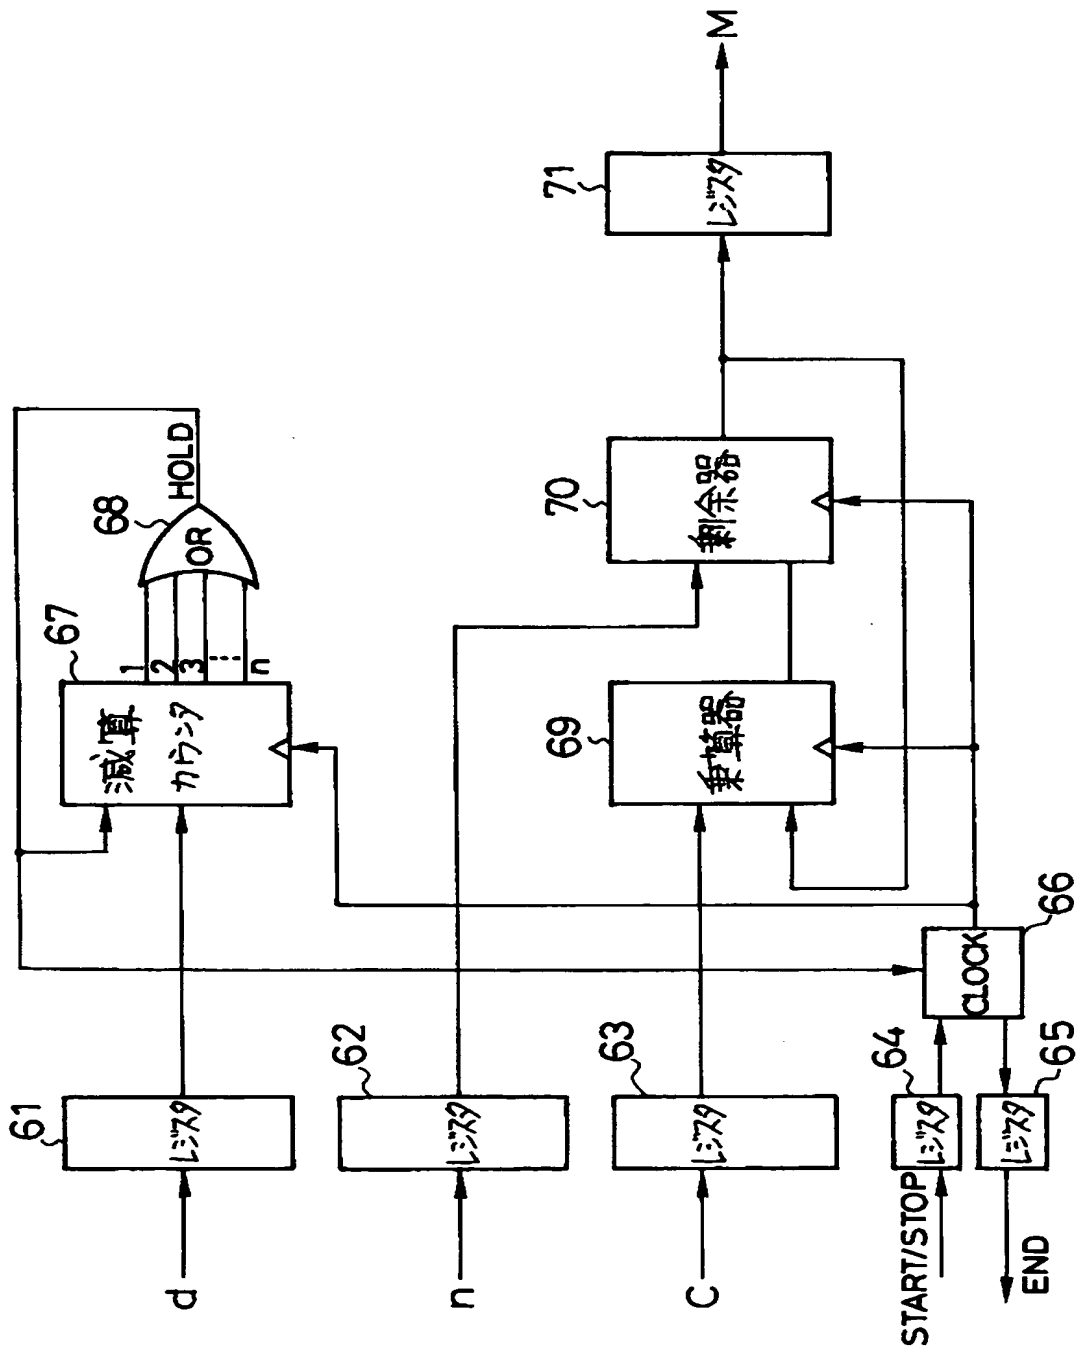 d
61
レジスタ
67
減算
カウンタ
1
2
3
n
68
OR
HOLD
n
62
レジスタ
C
63
レジスタ
69
乗算器
70
剰余器
71
レジスタ
M
START/STOP
64
レジスタ
66
CLOCK
END
65
レジスタ